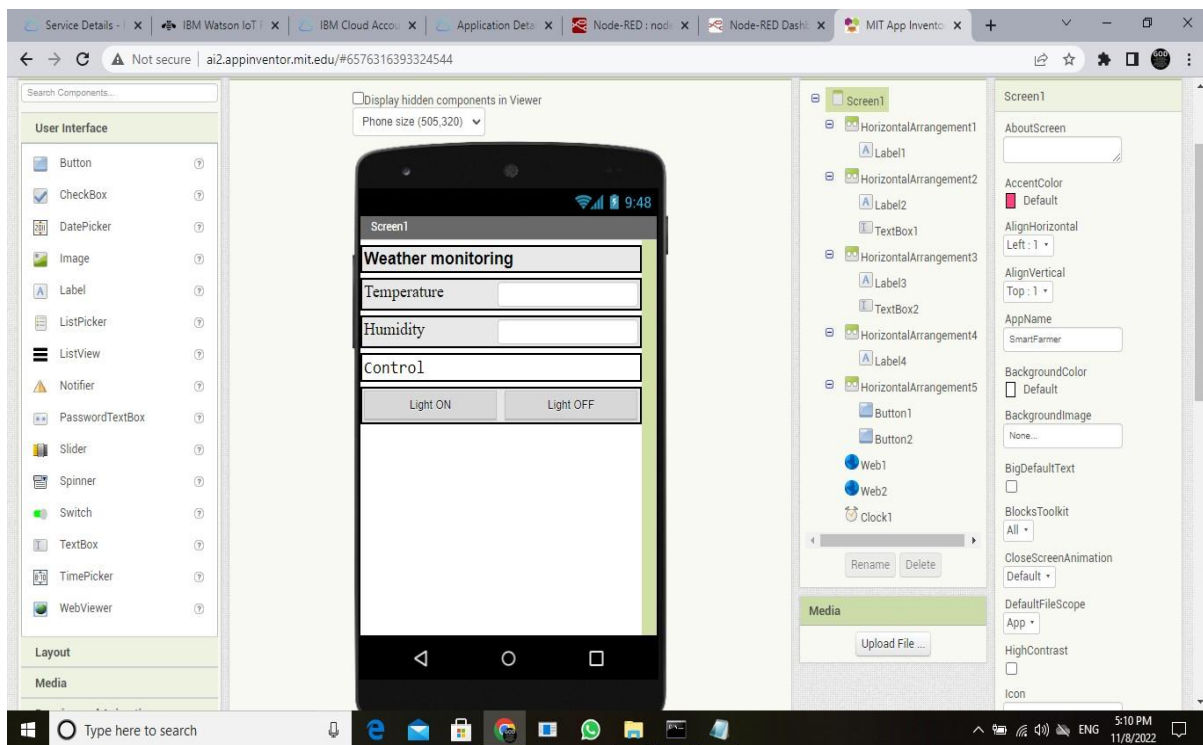 Service Details - I
IBM Watson IoT P
IBM Cloud Accou
Application Deta
Node-RED : node
Node-RED Dashb
MIT App Invento
Not secure
ai2.appinventor.mit.edu/#6576316393324544
Search Components...
User Interface
Button
CheckBox
DatePicker
Image
Label
ListPicker
ListView
Notifier
PasswordTextBox
Slider
Spinner
Switch
TextBox
TimePicker
WebViewer
Layout
Media
Display hidden components in Viewer
Phone size (505,320)
9:48
Screen1
Weather monitoring
Temperature
Humidity
Control
Light ON
Light OFF
Screen1
HorizontalArrangement1
Label1
HorizontalArrangement2
Label2
TextBox1
HorizontalArrangement3
Label3
TextBox2
HorizontalArrangement4
Label4
HorizontalArrangement5
Button1
Button2
Web1
Web2
Clock1
Rename
Delete
Media
Upload File ...
Screen1
AboutScreen
AccentColor
Default
AlignHorizontal
Left : 1
AlignVertical
Top : 1
AppName
SmartFarmer
BackgroundColor
Default
BackgroundImage
None...
BigDefaultText
BlocksToolkit
All
CloseScreenAnimation
Default
DefaultFileScope
App
HighContrast
Icon
Type here to search
ENG
5:10 PM
11/8/2022